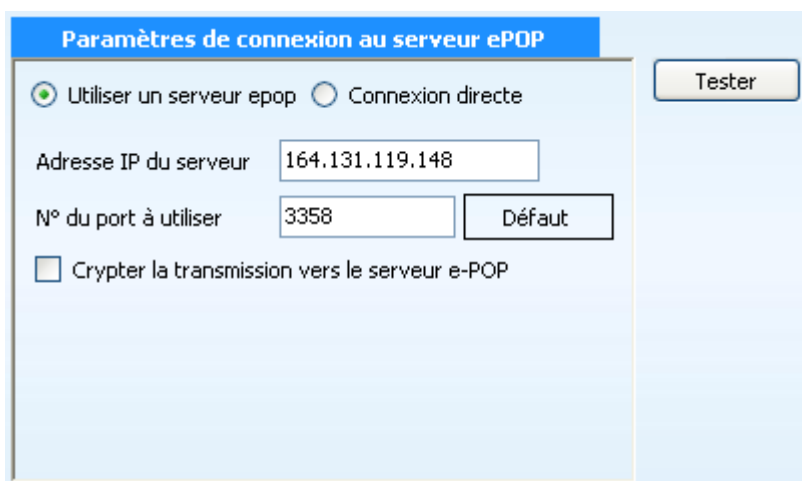 Paramètres de connexion au serveur ePOP
Tester
Utiliser un serveur epop Connexion directe
Adresse IP du serveur 164.131.119.148
N° du port à utiliser 3358 Défaut
Crypter la transmission vers le serveur e-POP